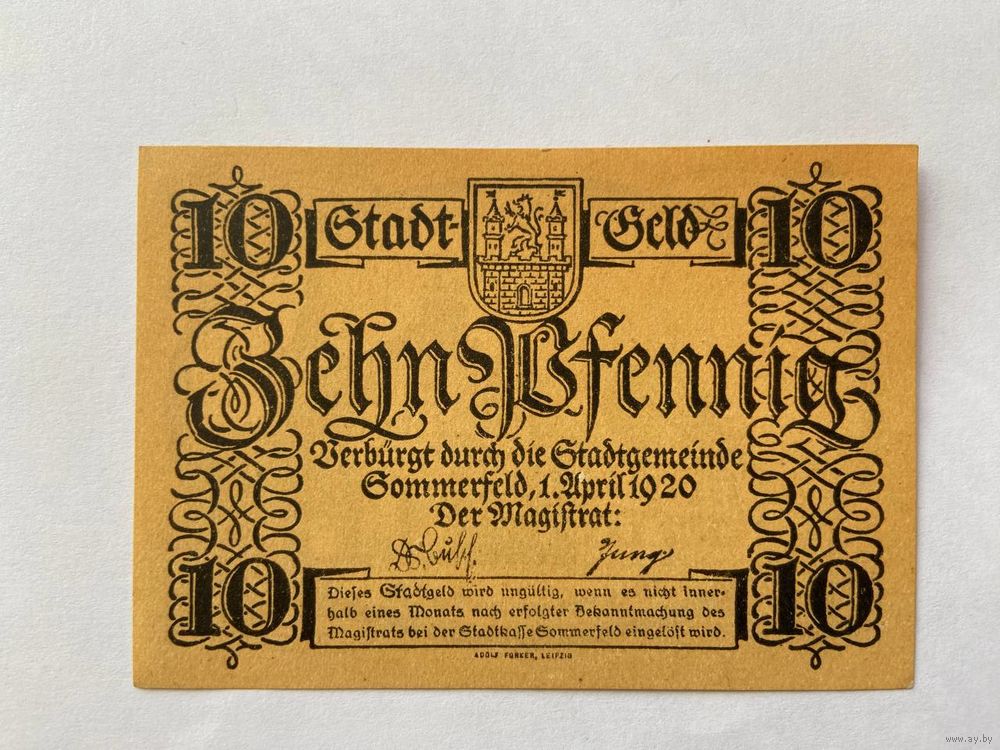 10 Stadt- Geld 10
Zehn Pfennig
Verbürgt durch die Stadtgemeinde
Sommerfeld, 1. April 1920
Der Magistrat:
Jung
10 10
Dieses Stadtgeld wird ungültig, wenn es nicht inner-
halb eines Monats nach erfolgter Bekanntmachung des
Magistrats bei der Stadtkasse Sommerfeld eingelöst wird.
ADOLF FORKER, LEIPZIG
www.ay.by